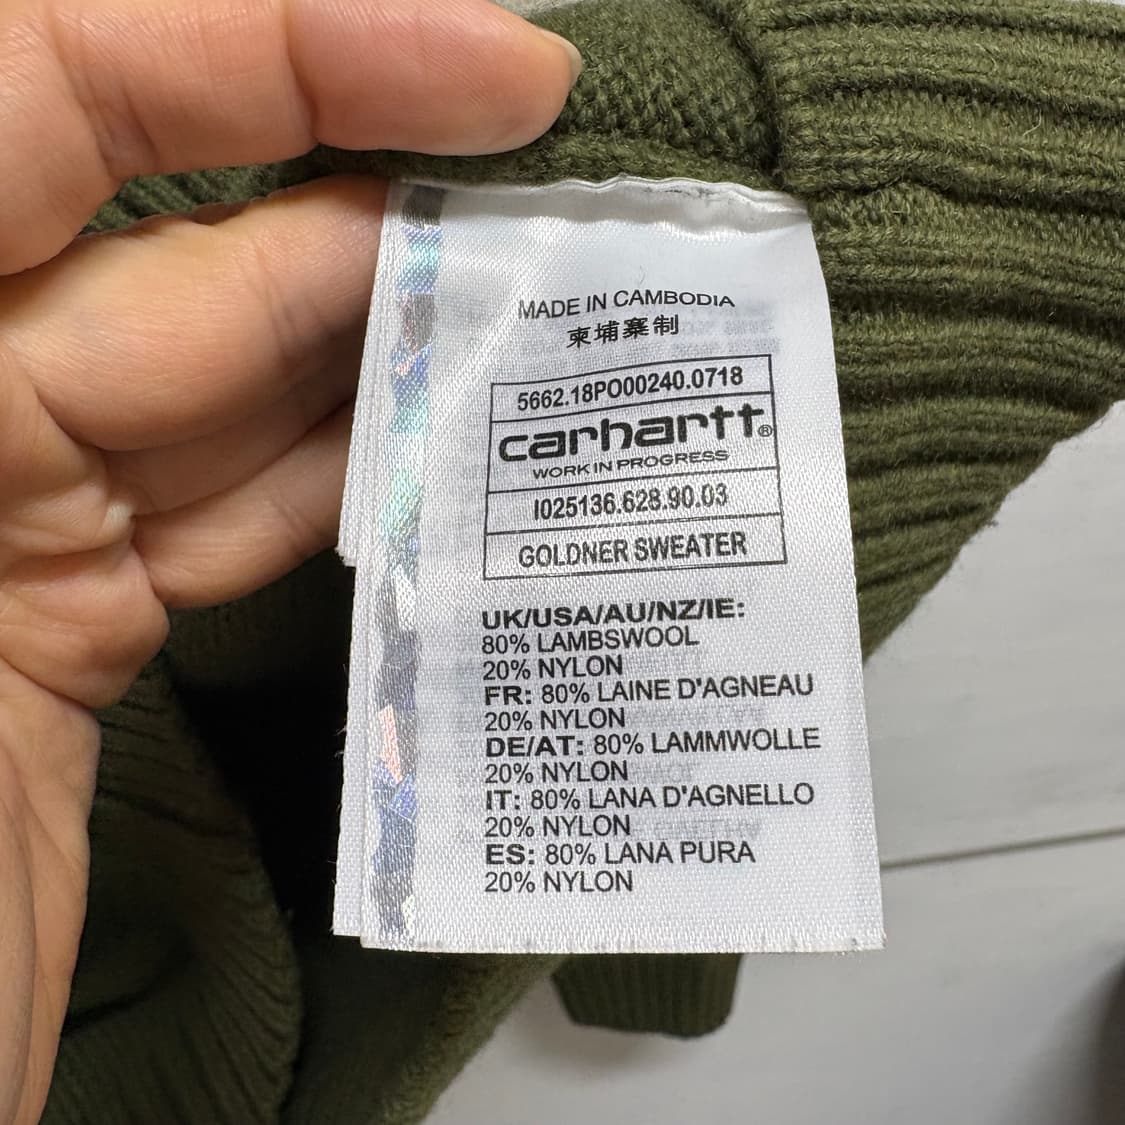 MADE IN CAMBODIA
柬埔寨制
5662.18PO00240.0718
carhartt®
WORK IN PROGRESS
I025136.628.90.03
GOLDNER SWEATER
UK/USA/AU/NZ/IE:
80% LAMBSWOOL
20% NYLON
FR: 80% LAINE D'AGNEAU
20% NYLON
DE/AT: 80% LAMMWOLLE
20% NYLON
IT: 80% LANA D'AGNELLO
20% NYLON
ES: 80% LANA PURA
20% NYLON